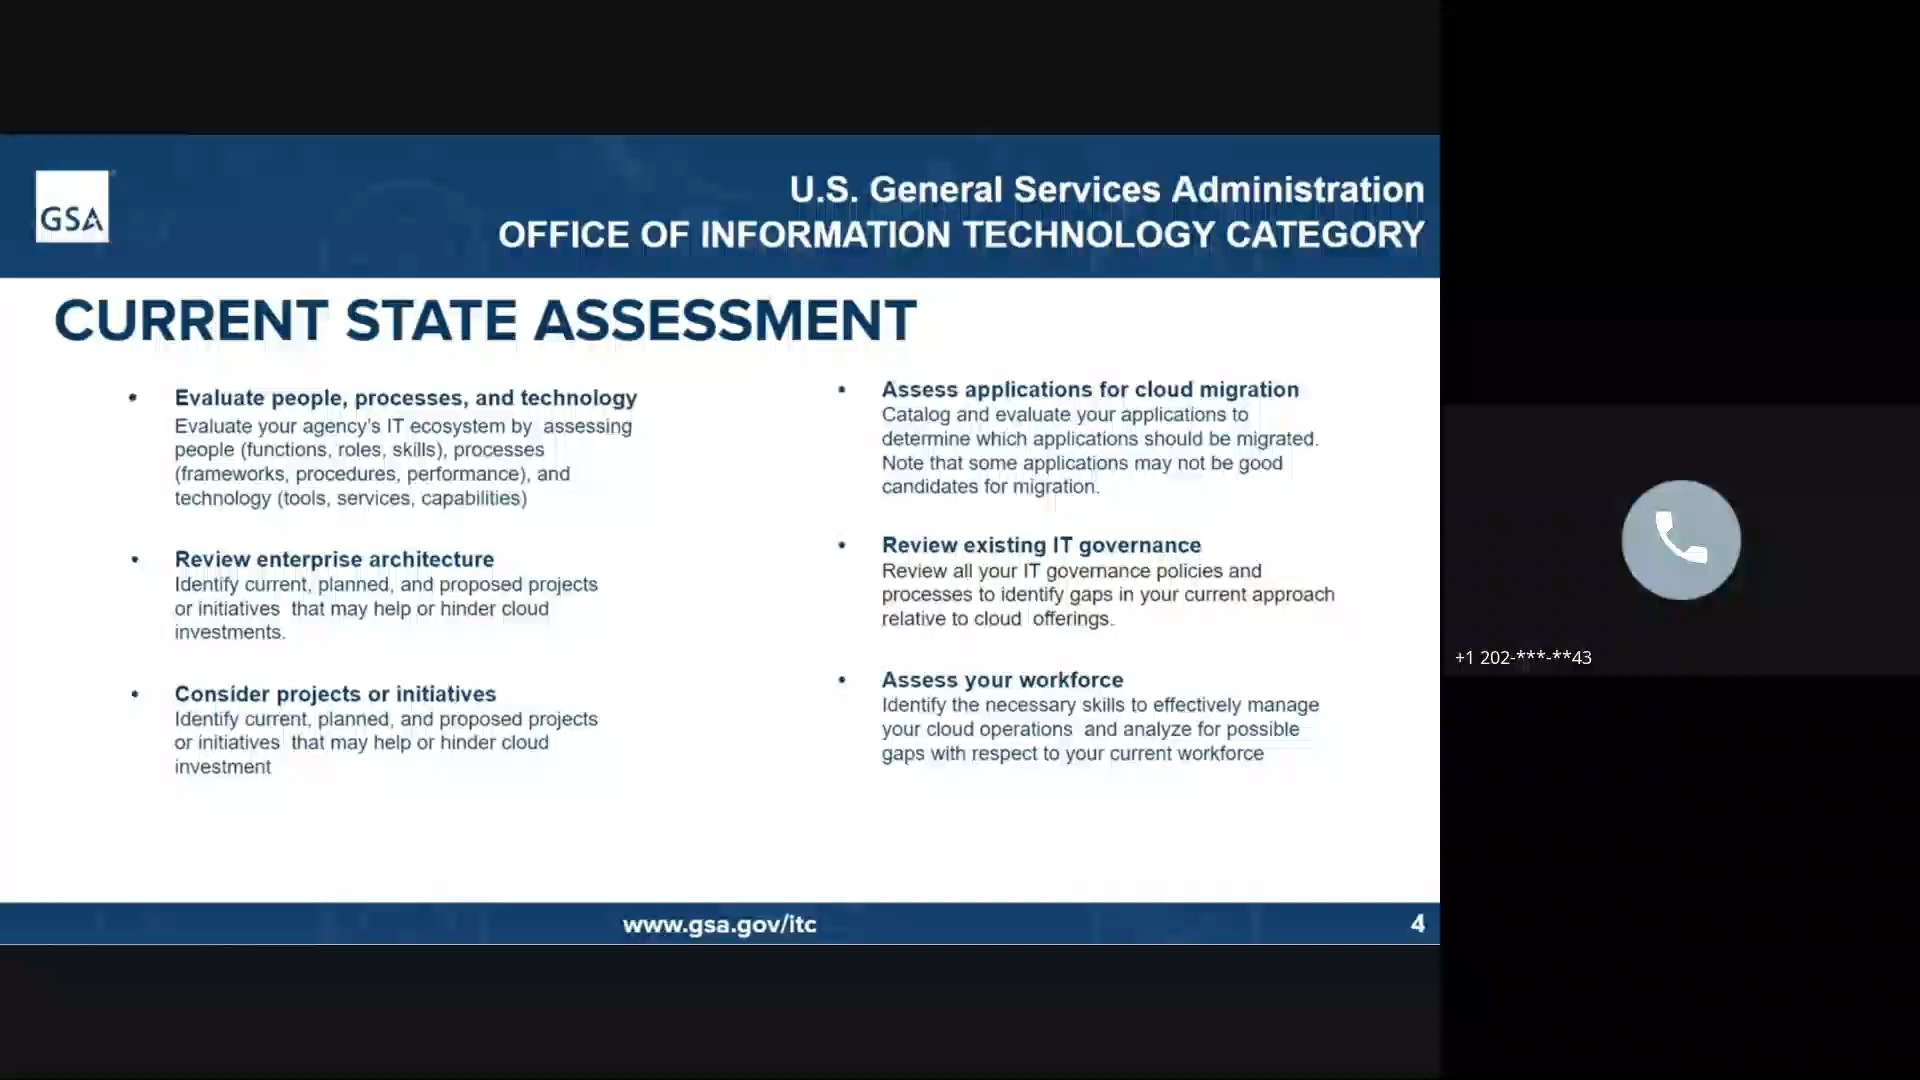 GSA
U.S. General Services Administration
OFFICE OF INFORMATION TECHNOLOGY CATEGORY
CURRENT STATE ASSESSMENT
• Evaluate people, processes, and technology
Evaluate your agency's IT ecosystem by assessing
people (functions, roles, skills), processes
(frameworks, procedures, performance), and
technology (tools, services, capabilities)
• Review enterprise architecture
Identify current, planned, and proposed projects
or initiatives that may help or hinder cloud
investments.
• Consider projects or initiatives
Identify current, planned, and proposed projects
or initiatives that may help or hinder cloud
investment
• Assess applications for cloud migration
Catalog and evaluate your applications to
determine which applications should be migrated.
Note that some applications may not be good
candidates for migration.
• Review existing IT governance
Review all your IT governance policies and
processes to identify gaps in your current approach
relative to cloud offerings.
• Assess your workforce
Identify the necessary skills to effectively manage
your cloud operations and analyze for possible
gaps with respect to your current workforce
www.gsa.gov/itc
4
+1 202-***-**43